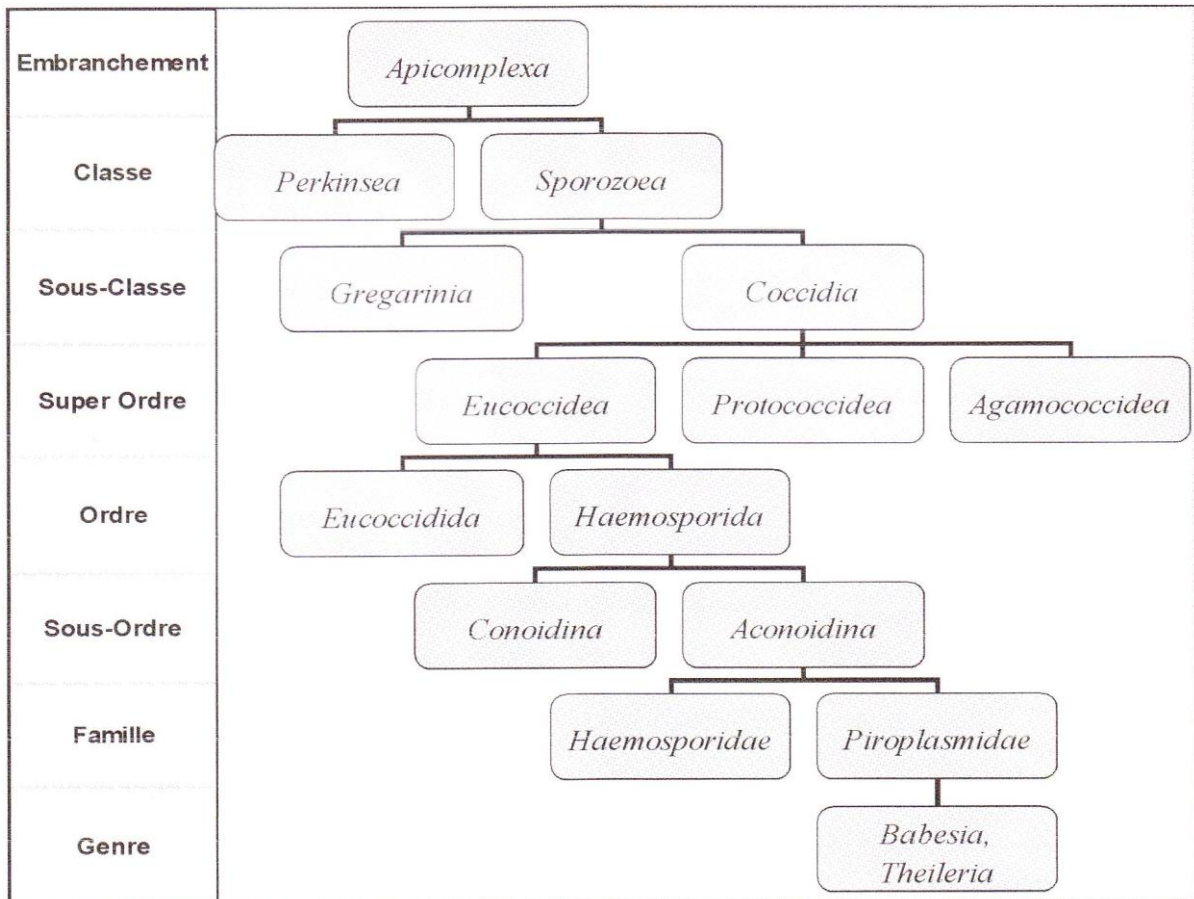 Embranchement
Apicomplexa
Classe
Perkinsea
Sporozoea
Sous-Classe
Gregarinia
Coccidia
Super Ordre
Eucoccidea
Protococcidea
Agamococcidea
Ordre
Eucoccidida
Haemosporida
Sous-Ordre
Conoidina
Aconoidina
Famille
Haemosporidae
Piroplasmidae
Genre
Babesia,
Theileria